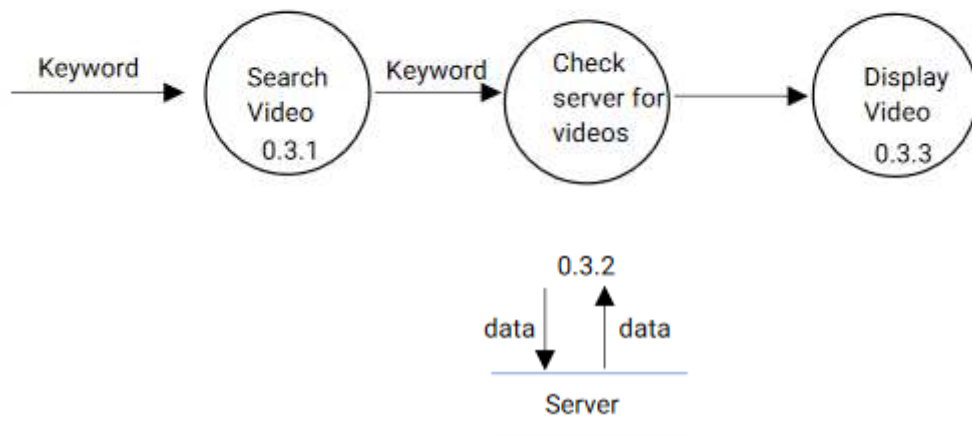 Keyword
Search
Video
0.3.1
Keyword
Check
server for
videos
Display
Video
0.3.3
0.3.2
data
data
Server